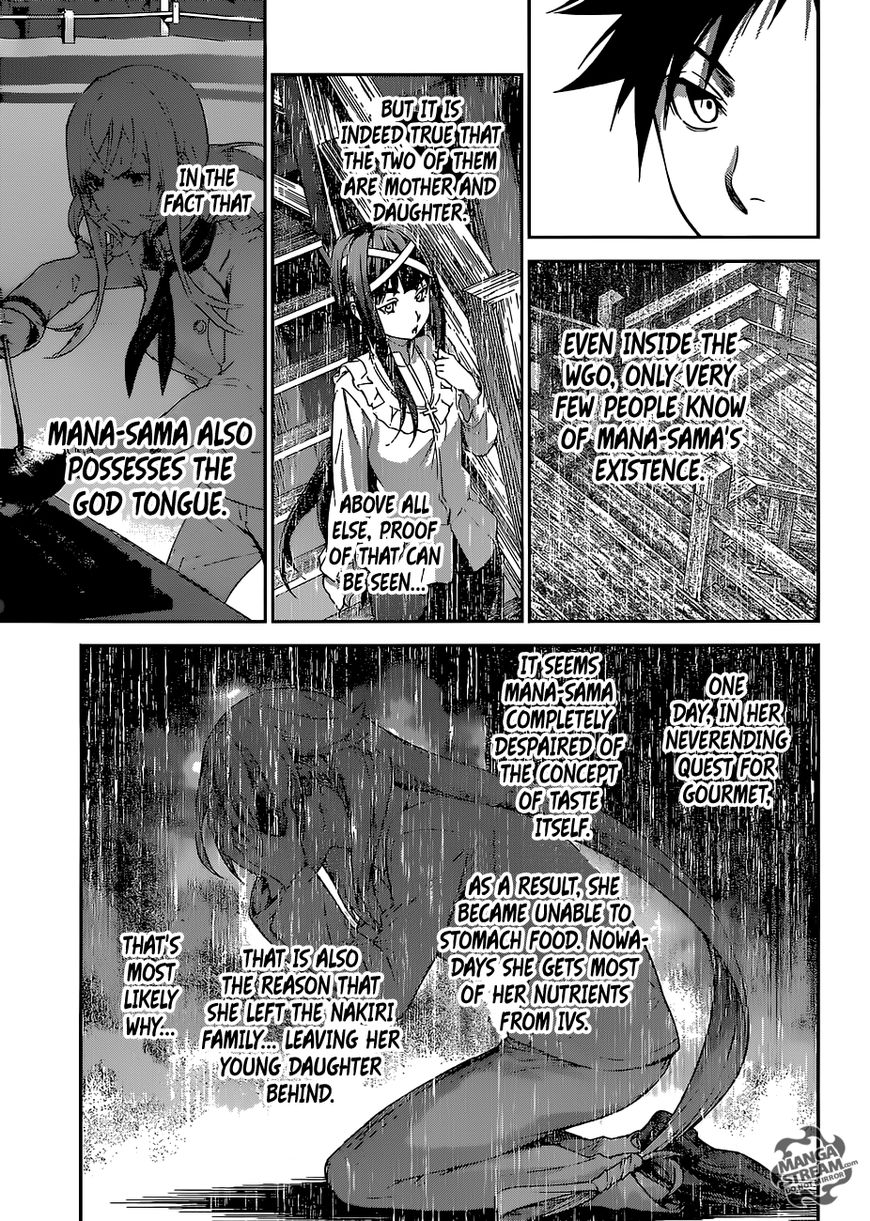 EVEN INSIDE THE
WGO, ONLY VERY
FEW PEOPLE KNOW
OF MANA-SAMA'S
EXISTENCE.
BUT IT IS
INDEED TRUE THAT
THE TWO OF THEM
ARE MOTHER AND
DAUGHTER.
ABOVE ALL
ELSE, PROOF
OF THAT CAN
BE SEEN...
IN THE
FACT THAT
MANA-SAMA ALSO
POSSESSES THE
GOD TONGUE.
ONE
DAY, IN HER
NEVERENDING
QUEST FOR
GOURMET,
IT SEEMS
MANA-SAMA
COMPLETELY
DESPAIRED OF
THE CONCEPT
OF TASTE
ITSELF.
AS A RESULT, SHE
BECAME UNABLE TO
STOMACH FOOD. NOWA-
DAYS SHE GETS MOST
OF HER NUTRIENTS
FROM IVS.
THAT IS ALSO
THE REASON THAT
SHE LEFT THE NAKIRI
FAMILY... LEAVING HER
YOUNG DAUGHTER
BEHIND.
THAT'S
MOST
LIKELY
WHY...
MANGA
STREAM.com